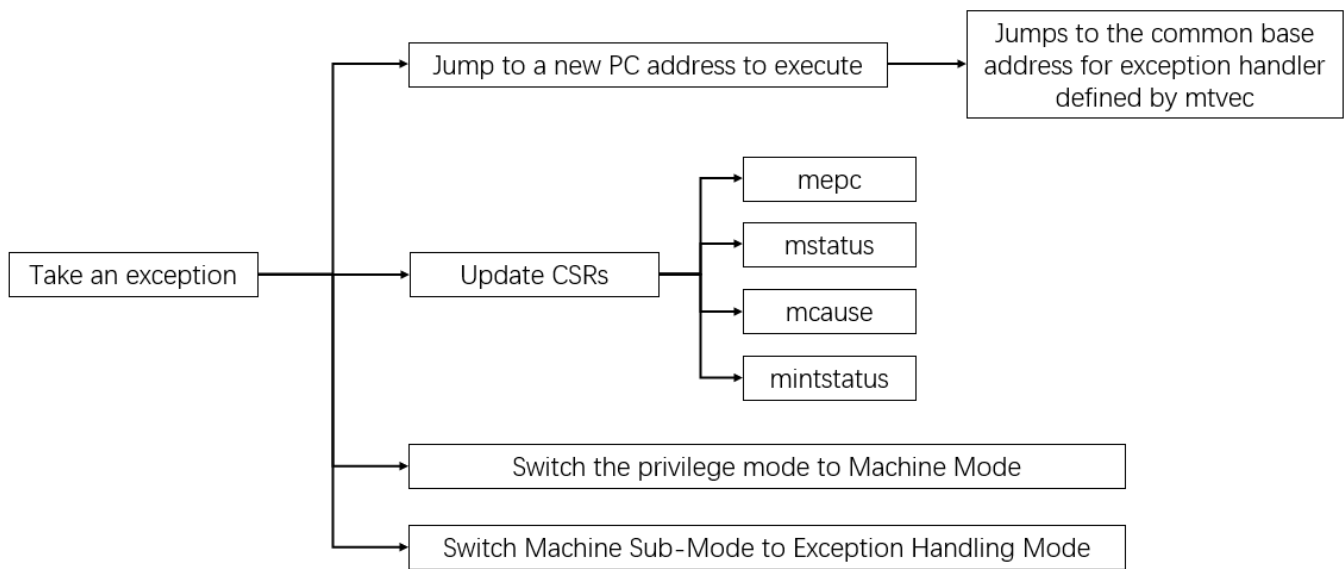 Jump to a new PC address to execute
Jumps to the common base
address for exception handler
defined by mtvec
mepc
mstatus
Take an exception
Update CSRs
mcause
mintstatus
Switch the privilege mode to Machine Mode
Switch Machine Sub-Mode to Exception Handling Mode